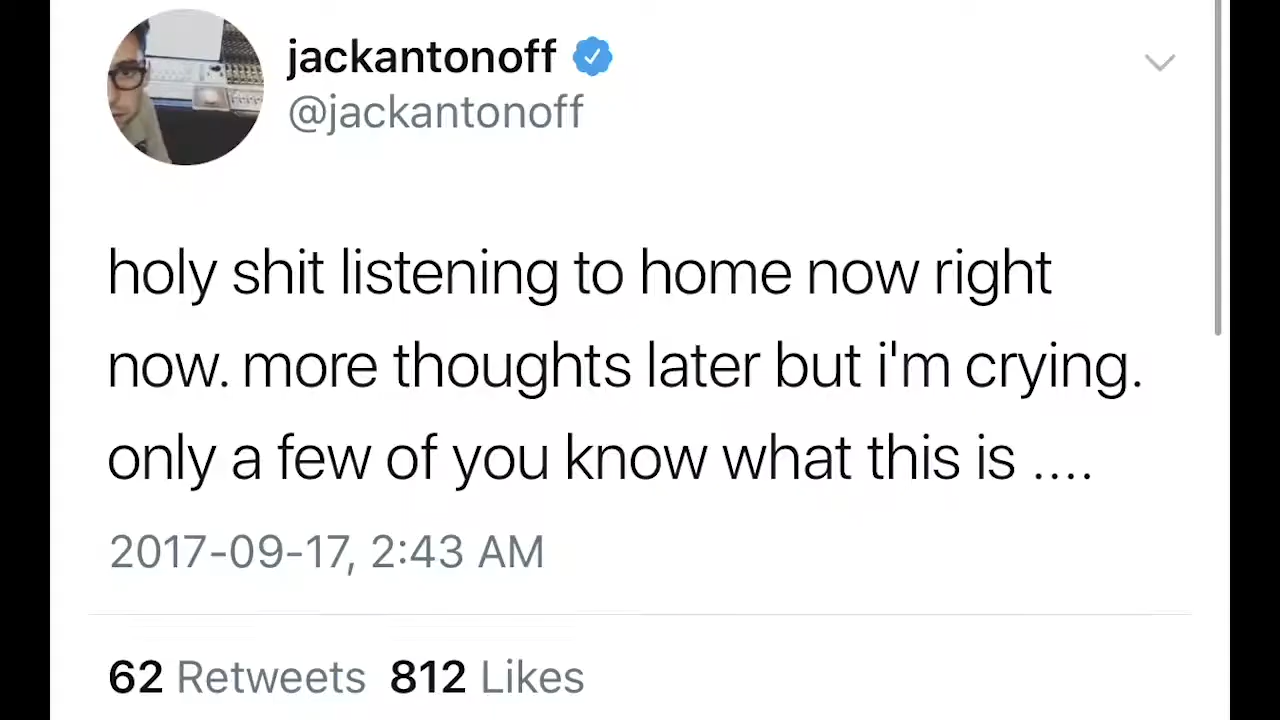 jackantonoff
@jackantonoff
holy shit listening to home now right
now. more thoughts later but i'm crying.
only a few of you know what this is ....
2017-09-17, 2:43 AM
62 Retweets 812 Likes